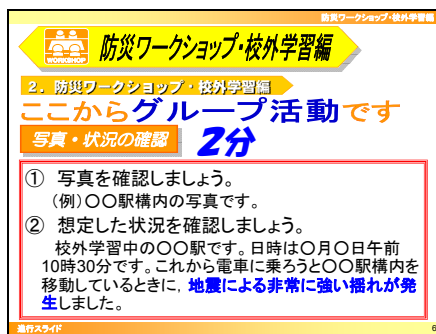 防災ワークショップ・校外学習編
WORKSHOP
防災ワークショップ・校外学習編
2．防災ワークショップ・校外学習編
ここからグループ活動です
写真・状況の確認
2分
① 写真を確認しましょう。
(例)〇〇駅構内の写真です。
② 想定した状況を確認しましょう。
校外学習中の〇〇駅です。日時は〇月〇日午前
10時30分です。これから電車に乗ろうと〇〇駅構内を
移動しているときに，地震による非常に強い揺れが発
生しました。
進行スライド
6